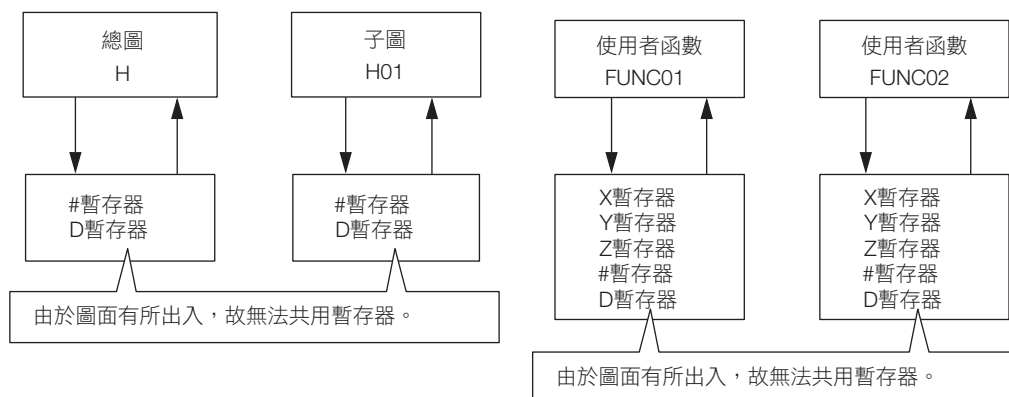 總圖
H
子圖
H01
#暫存器
D暫存器
#暫存器
D暫存器
由於圖面有所出入，故無法共用暫存器。
使用者函數
FUNC01
使用者函數
FUNC02
X暫存器
Y暫存器
Z暫存器
#暫存器
D暫存器
X暫存器
Y暫存器
Z暫存器
#暫存器
D暫存器
由於圖面有所出入，故無法共用暫存器。